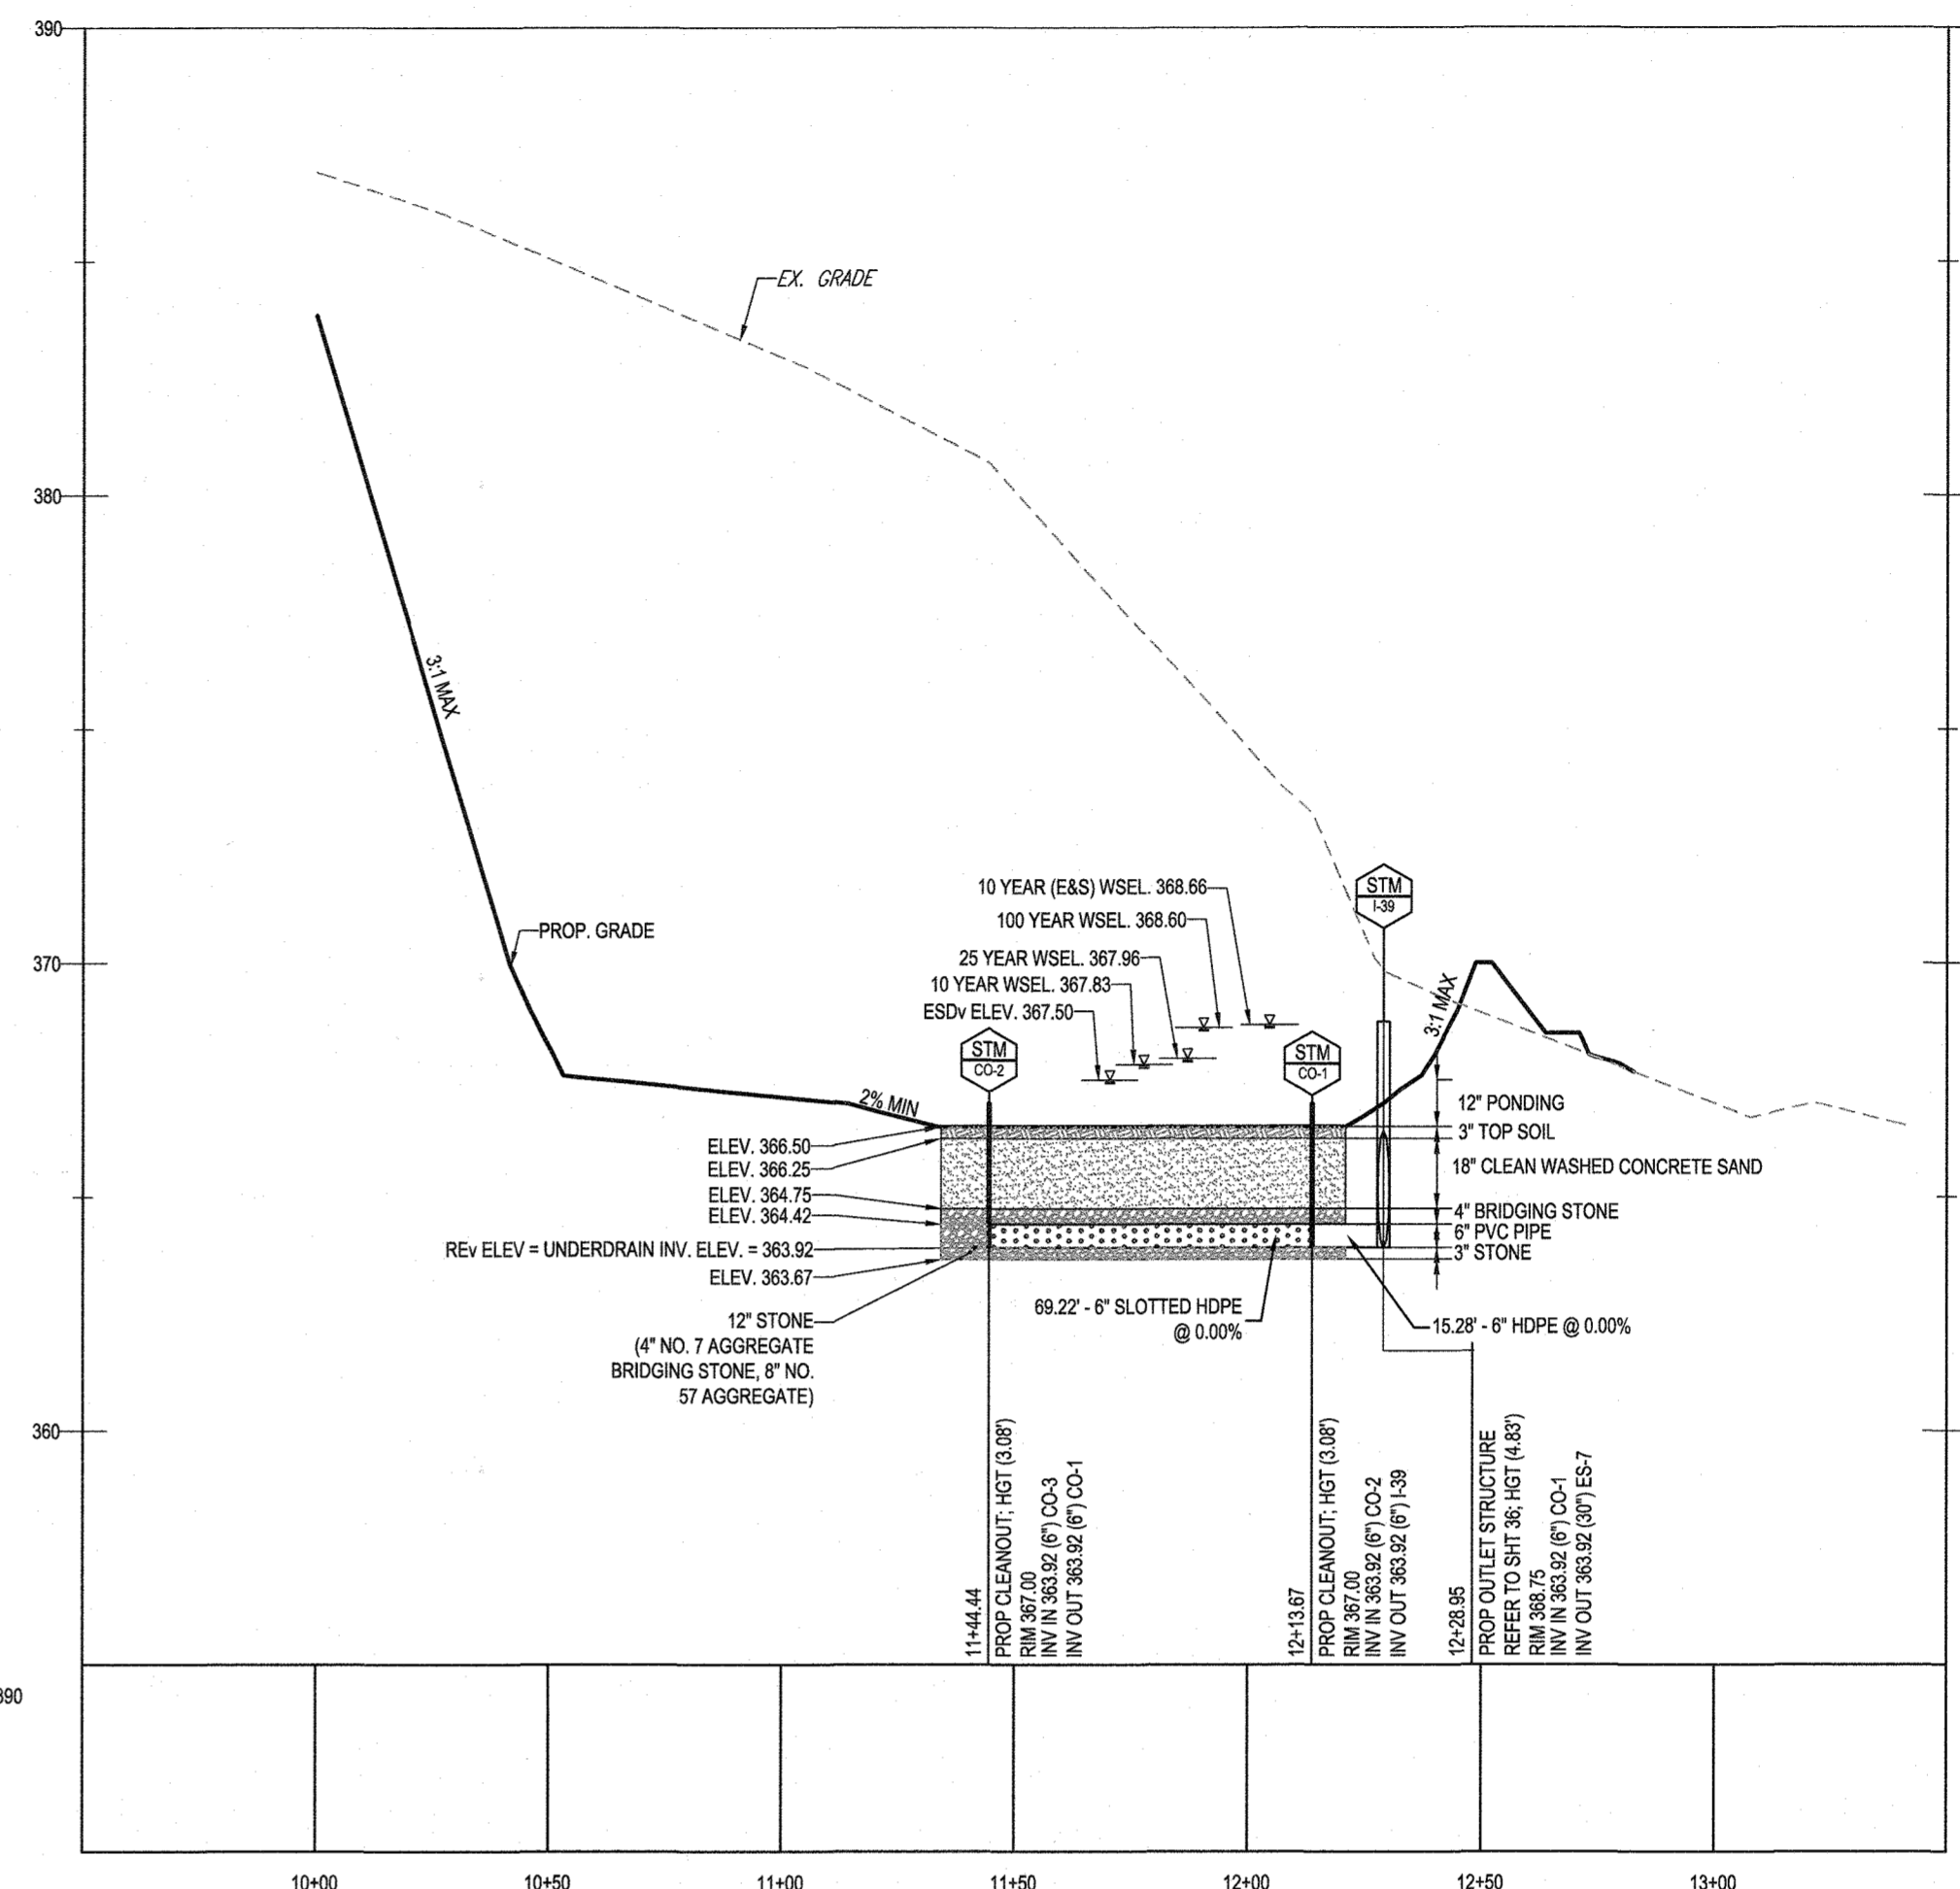 390
EX. GRADE
380
3:1 MAX
10 YEAR (E&S) WSEL. 368.66
STM
I-39
100 YEAR WSEL. 368.60
PROP. GRADE
25 YEAR WSEL. 367.96
370
10 YEAR WSEL. 367.83
3:1 MAX
ESDv ELEV. 367.50
STM
CO-2
STM
CO-1
2% MIN
12" PONDING
ELEV. 366.50
3" TOP SOIL
ELEV. 366.25
18" CLEAN WASHED CONCRETE SAND
ELEV. 364.75
4" BRIDGING STONE
ELEV. 364.42
6" PVC PIPE
REv ELEV = UNDERDRAIN INV. ELEV. = 363.92
3" STONE
ELEV. 363.67
69.22' - 6" SLOTTED HDPE
@ 0.00%
15.28' - 6" HDPE @ 0.00%
12" STONE
(4" NO. 7 AGGREGATE
BRIDGING STONE, 8" NO.
57 AGGREGATE)
360
11+44.44
PROP CLEANOUT; HGT (3.08')
RIM 367.00
INV IN 363.92 (6") CO-3
INV OUT 363.92 (6") CO-1
12+13.67
PROP CLEANOUT; HGT (3.08')
RIM 367.00
INV IN 363.92 (6") CO-2
INV OUT 363.92 (6") I-39
12+28.95
PROP OUTLET STRUCTURE
REFER TO SHT 36; HGT (4.83')
RIM 368.75
INV IN 363.92 (6") CO-1
INV OUT 363.92 (30") ES-7
390
10+00
10+50
11+00
11+50
12+00
12+50
13+00